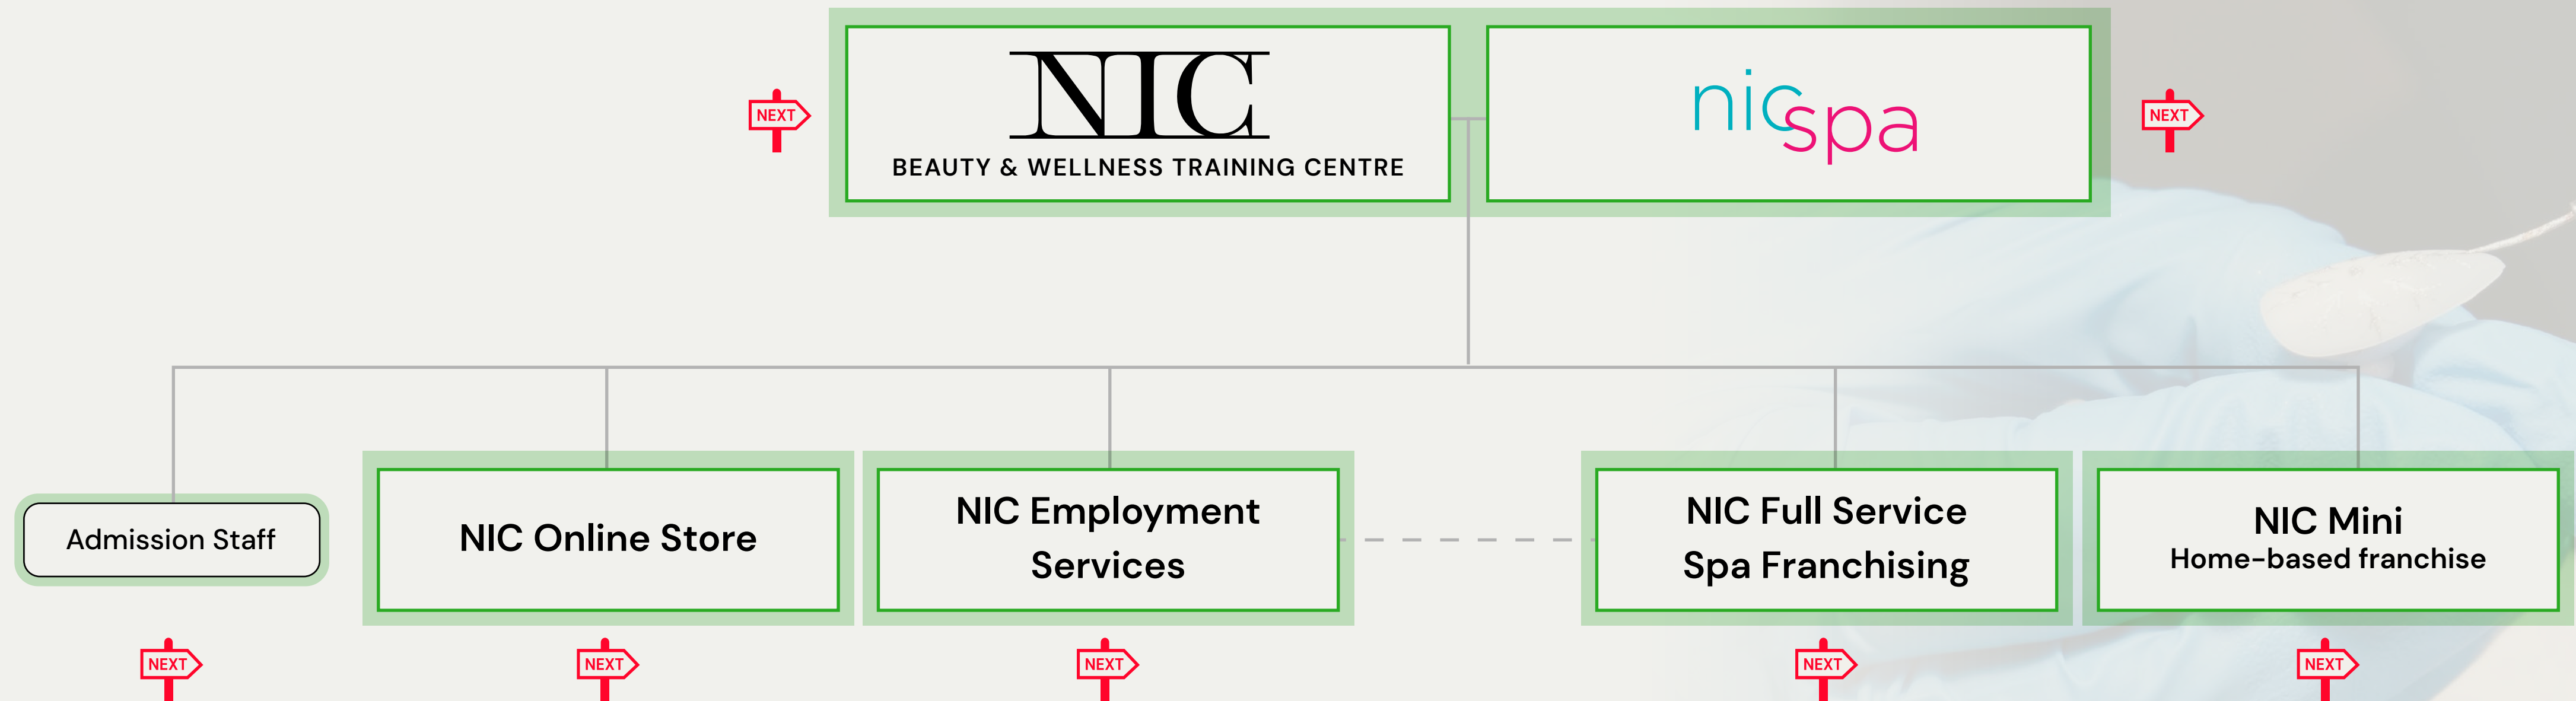 NIC
BEAUTY & WELLNESS TRAINING CENTRE
nicspa
NEXT
NEXT
Admission Staff
NIC Online Store
NIC Employment
Services
NIC Full Service
Spa Franchising
NIC Mini
Home-based franchise
NEXT
NEXT
NEXT
NEXT
NEXT